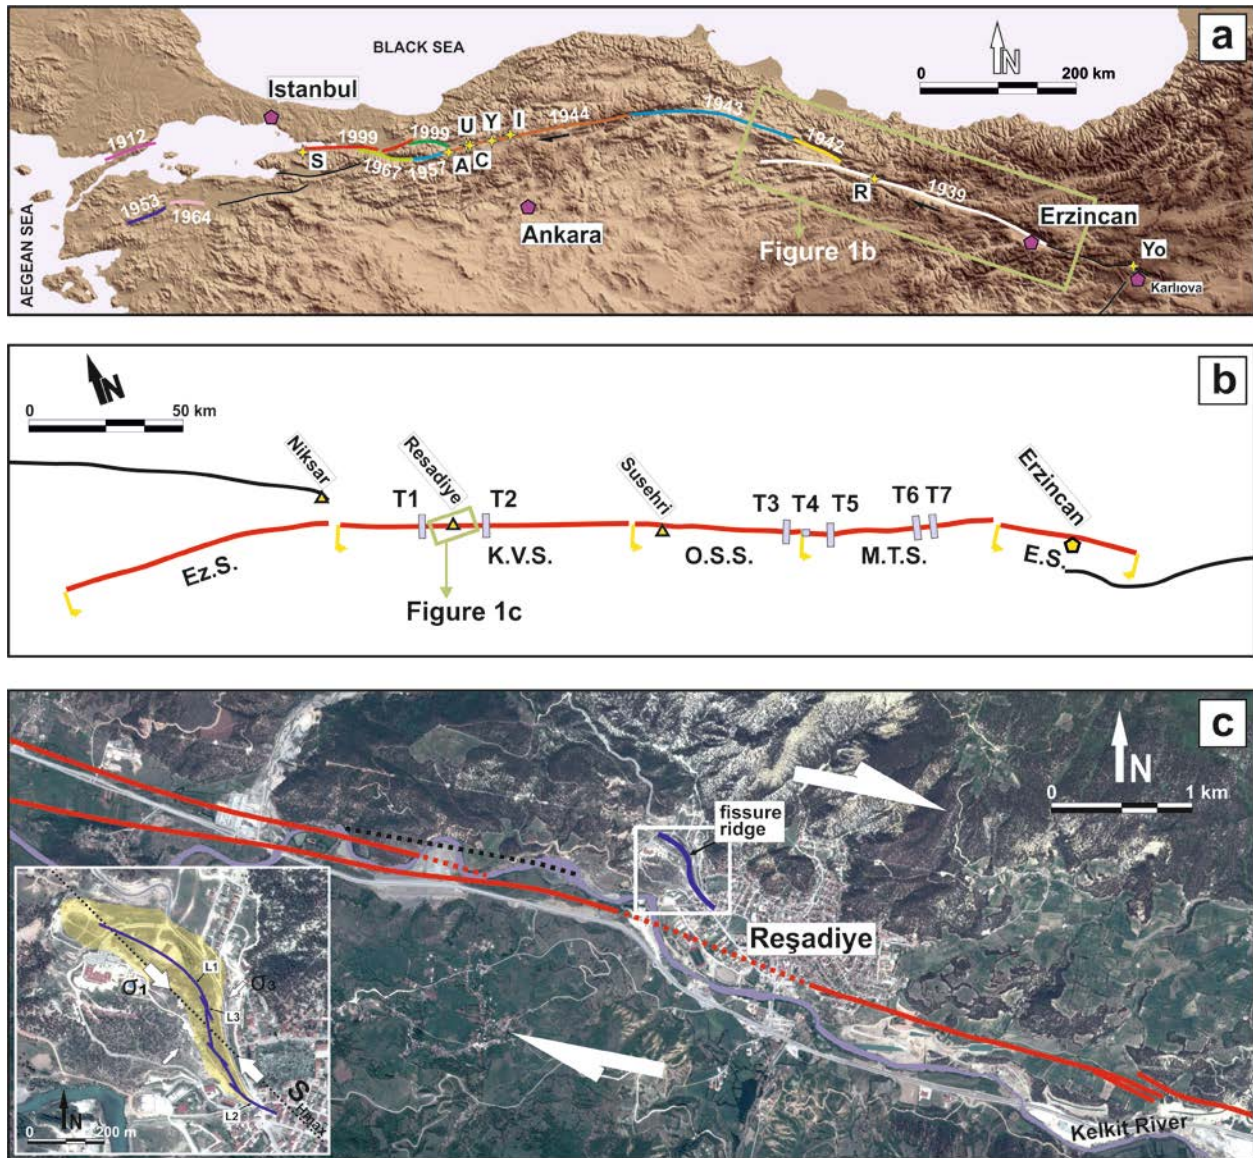 a
BLACK SEA
N
0 200 km
Istanbul
1912
1999
1999
U Y I
1944
1943
1942
S
1967
1957
A C
R
1939
1953
1964
Ankara
Figure 1b
Erzincan
Yo
Karlıova
AEGEAN SEA
b
N
0 50 km
Niksar
Resadiye
Susehri
Erzincan
T1
T2
T3 T4 T5
T6 T7
Ez.S.
K.V.S.
O.S.S.
M.T.S.
E.S.
Figure 1c
c
N
0 1 km
fissure
ridge
Reşadiye
Kelkit River
L1
σ1
σ3
L3
SHmax
L2
N
0 200 m